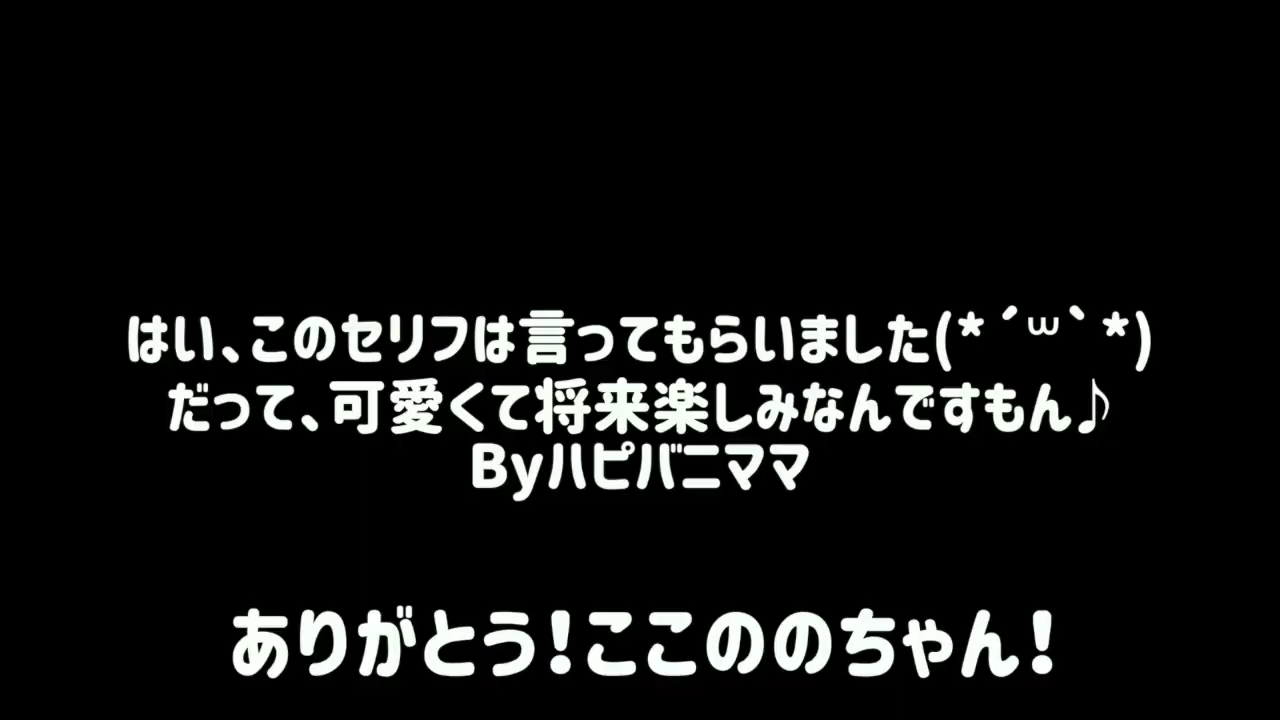 はい、このセリフは言ってもらいました(*´꒳`*)
だって、可愛くて将来楽しみなんですもん♪
Byハピバニママ
ありがとう!ここののちゃん!